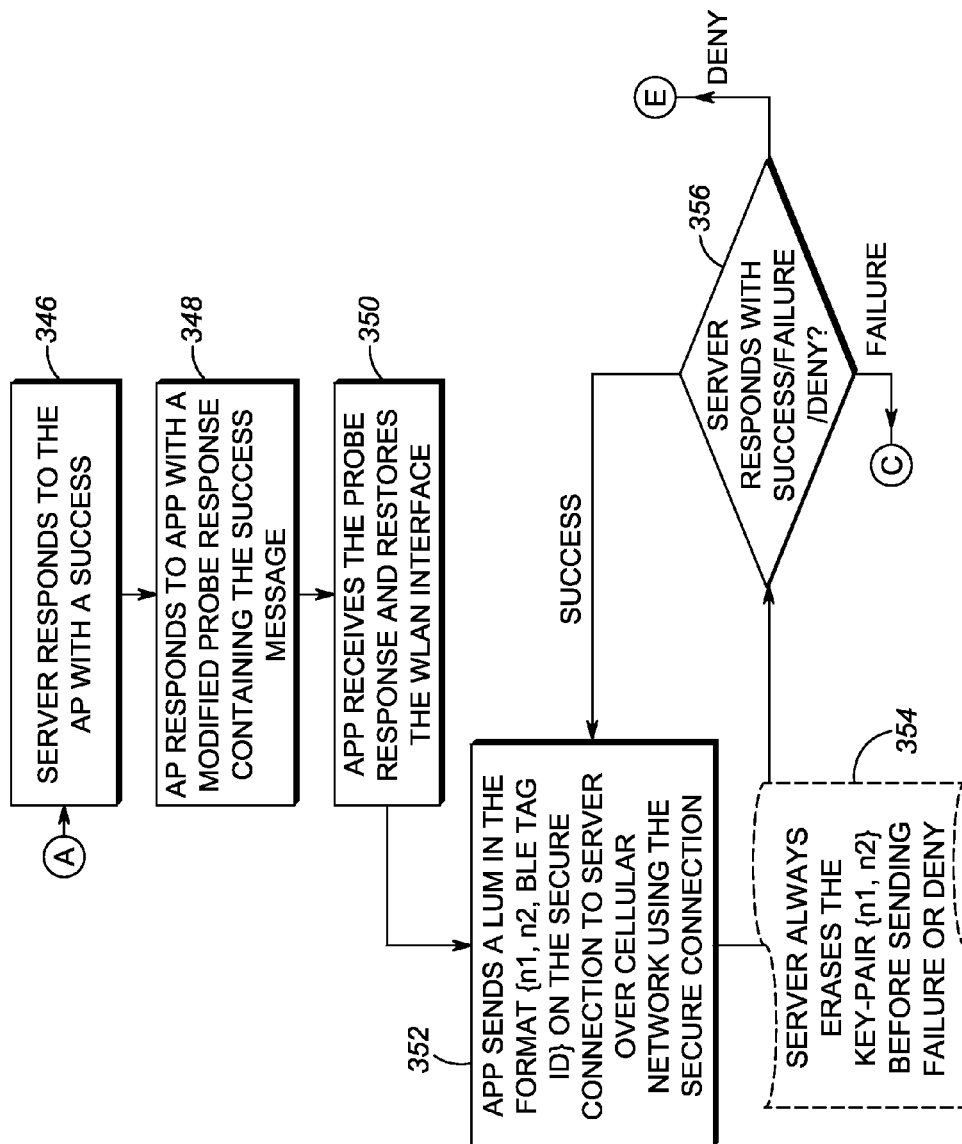 A
SERVER RESPONDS TO THE
AP WITH A SUCCESS
346
AP RESPONDS TO APP WITH A
MODIFIED PROBE RESPONSE
CONTAINING THE SUCCESS
MESSAGE
348
APP RECEIVES THE PROBE
RESPONSE AND RESTORES
THE WLAN INTERFACE
350
352
APP SENDS A LUM IN THE
FORMAT {n1, n2, BLE TAG
ID} ON THE SECURE
CONNECTION TO SERVER
OVER CELLULAR
NETWORK USING THE
SECURE CONNECTION
SUCCESS
SERVER ALWAYS
ERASES THE
KEY-PAIR {n1, n2}
BEFORE SENDING
FAILURE OR DENY
354
356
SERVER
RESPONDS WITH
SUCCESS/FAILURE
/DENY?
E
DENY
FAILURE
C